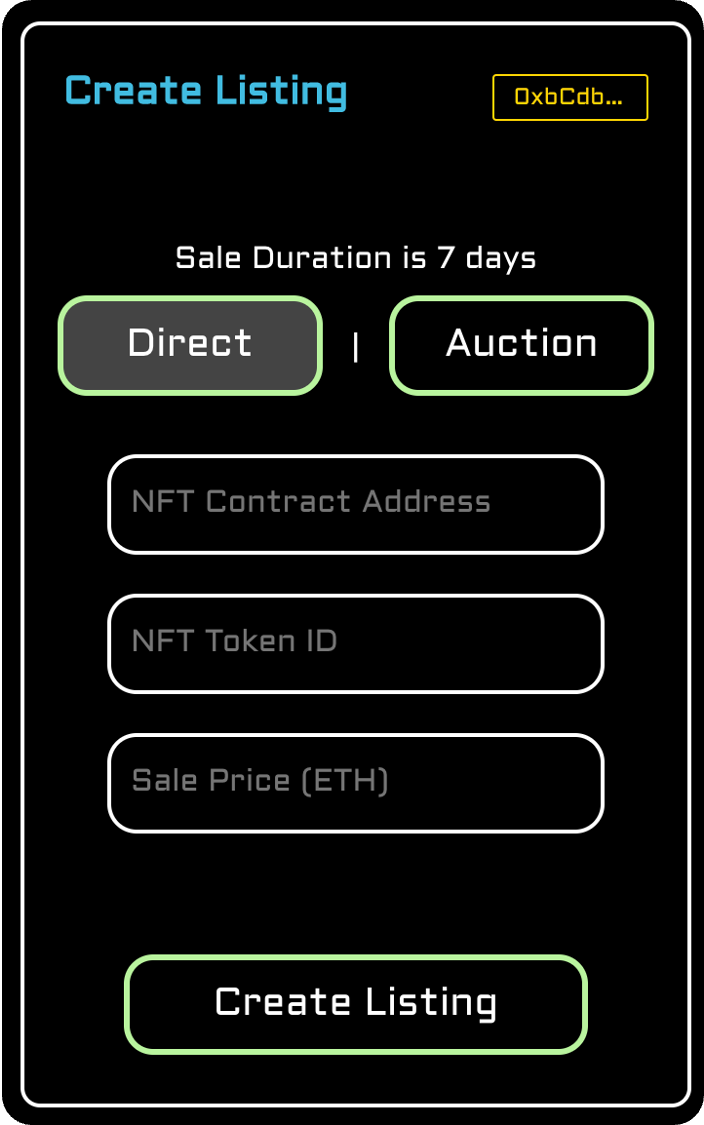 Create Listing
0xbCdb...
Sale Duration is 7 days
Direct | Auction
NFT Contract Address
NFT Token ID
Sale Price (ETH)
Create Listing